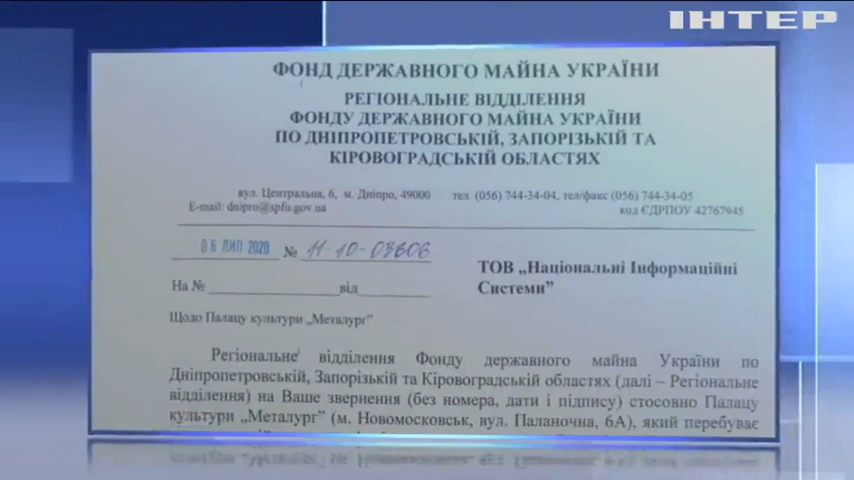 ІНТЕР
ФОНД ДЕРЖАВНОГО МАЙНА УКРАЇНИ
РЕГІОНАЛЬНЕ ВІДДІЛЕННЯ
ФОНДУ ДЕРЖАВНОГО МАЙНА УКРАЇНИ
ПО ДНІПРОПЕТРОВСЬКІЙ, ЗАПОРІЗЬКІЙ ТА
КІРОВОГРАДСЬКІЙ ОБЛАСТЯХ
вул. Центральна, 6, м. Дніпро, 49000 тел. (056) 744-34-04, тел/факс (056) 744-34-05
E-mail: dnipro@spfu.gov.ua код ЄДРПОУ 42767945
06 ЛИП 2020 № 11-10-03606
ТОВ „Національні Інформаційні
Системи”
На № від
Щодо Палацу культури „Металург”
Регіональне відділення Фонду державного майна України по
Дніпропетровській, Запорізькій та Кіровоградській областях (далі – Регіональне
відділення) на Ваше звернення (без номера, дати і підпису) стосовно Палацу
культури „Металург” (м. Новомосковськ, вул. Паланочна, 6А), який перебуває